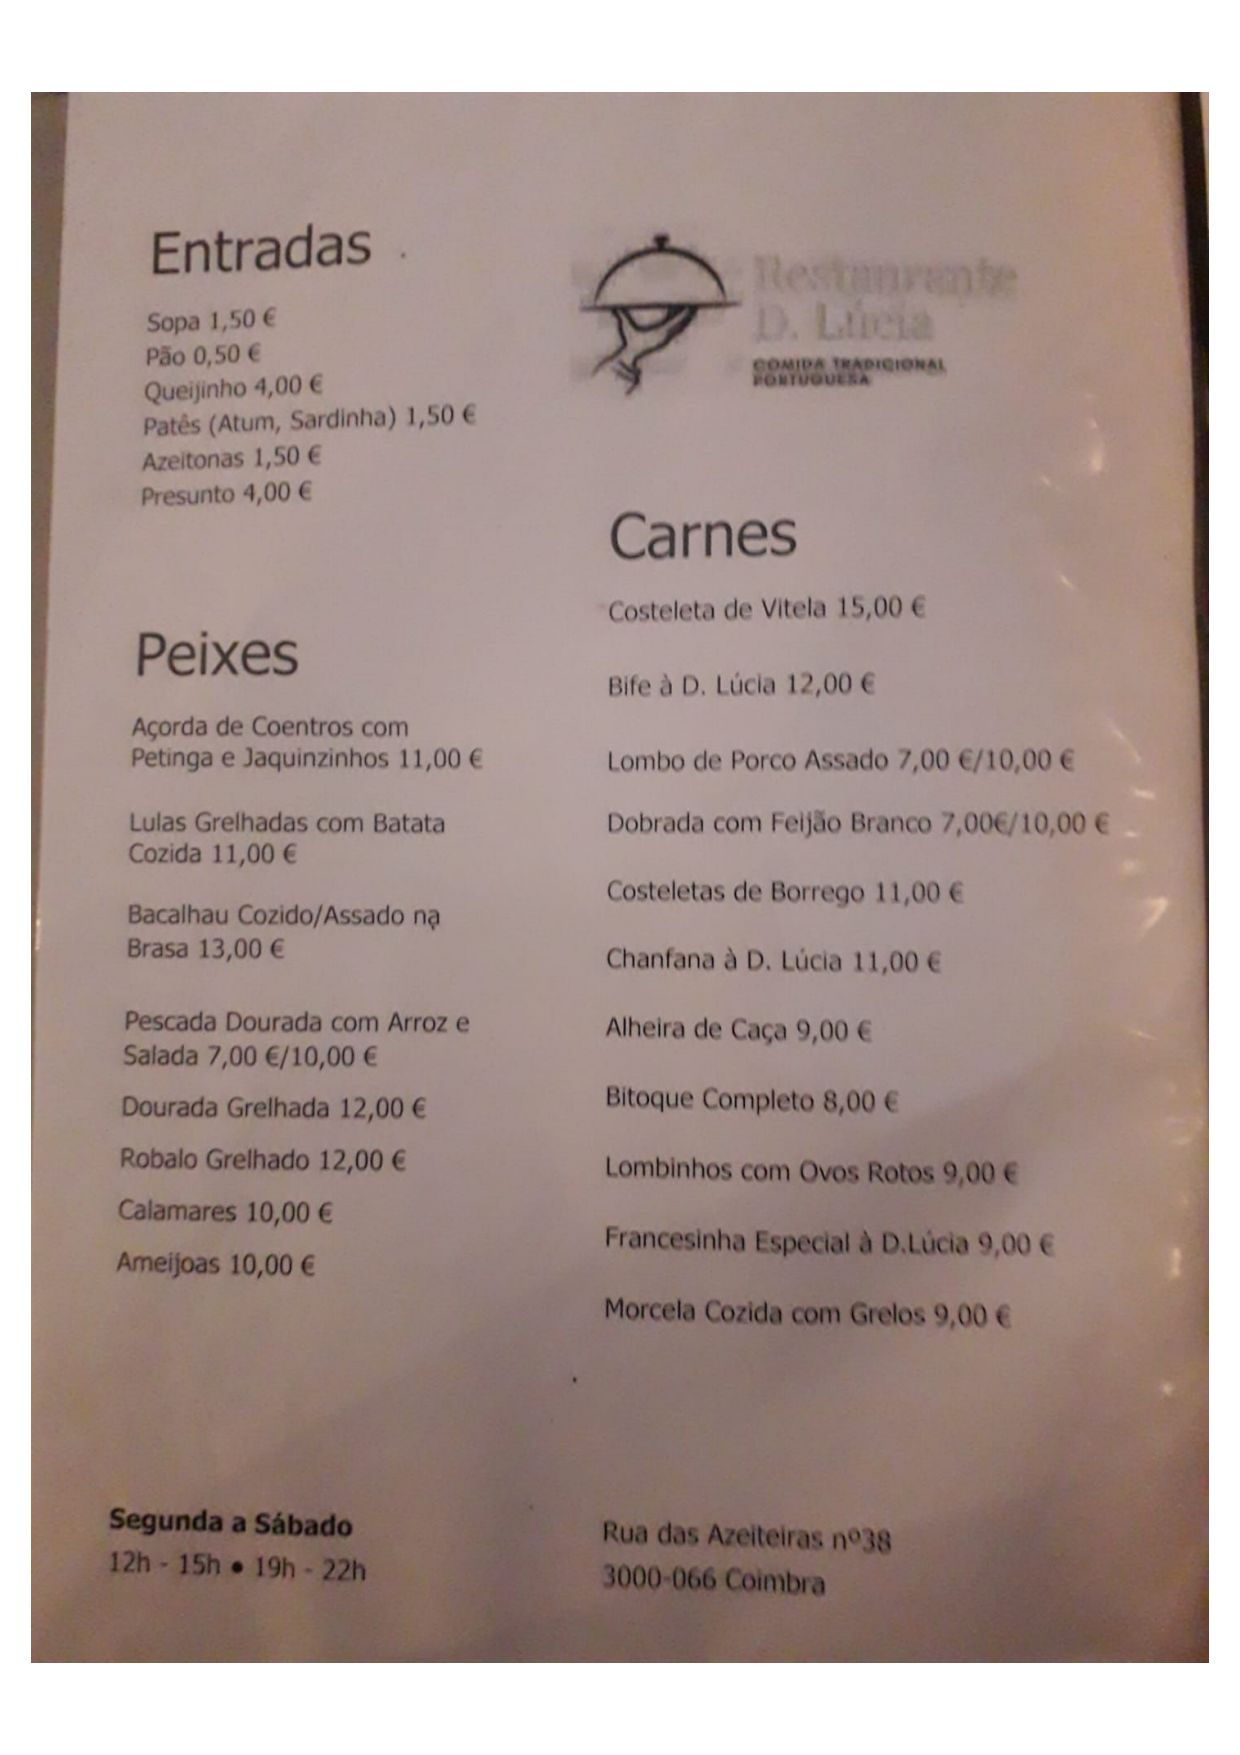 Entradas
Sopa 1,50 €
Pão 0,50 €
Queijinho 4,00 €
Patês (Atum, Sardinha) 1,50 €
Azeitonas 1,50 €
Presunto 4,00 €
Peixes
Açorda de Coentros com
Petinga e Jaquinzinhos 11,00 €
Lulas Grelhadas com Batata
Cozida 11,00 €
Bacalhau Cozido/Assado na
Brasa 13,00 €
Pescada Dourada com Arroz e
Salada 7,00 €/10,00 €
Dourada Grelhada 12,00 €
Robalo Grelhado 12,00 €
Calamares 10,00 €
Ameijoas 10,00 €
Segunda a Sábado
12h - 15h ● 19h - 22h
Restaurante
D. Lúcia
COMIDA TRADICIONAL
PORTUGUESA
Carnes
Costeleta de Vitela 15,00 €
Bife à D. Lúcia 12,00 €
Lombo de Porco Assado 7,00 €/10,00 €
Dobrada com Feijão Branco 7,00€/10,00 €
Costeletas de Borrego 11,00 €
Chanfana à D. Lúcia 11,00 €
Alheira de Caça 9,00 €
Bitoque Completo 8,00 €
Lombinhos com Ovos Rotos 9,00 €
Francesinha Especial à D.Lúcia 9,00 €
Morcela Cozida com Grelos 9,00 €
Rua das Azeiteiras nº38
3000-066 Coimbra